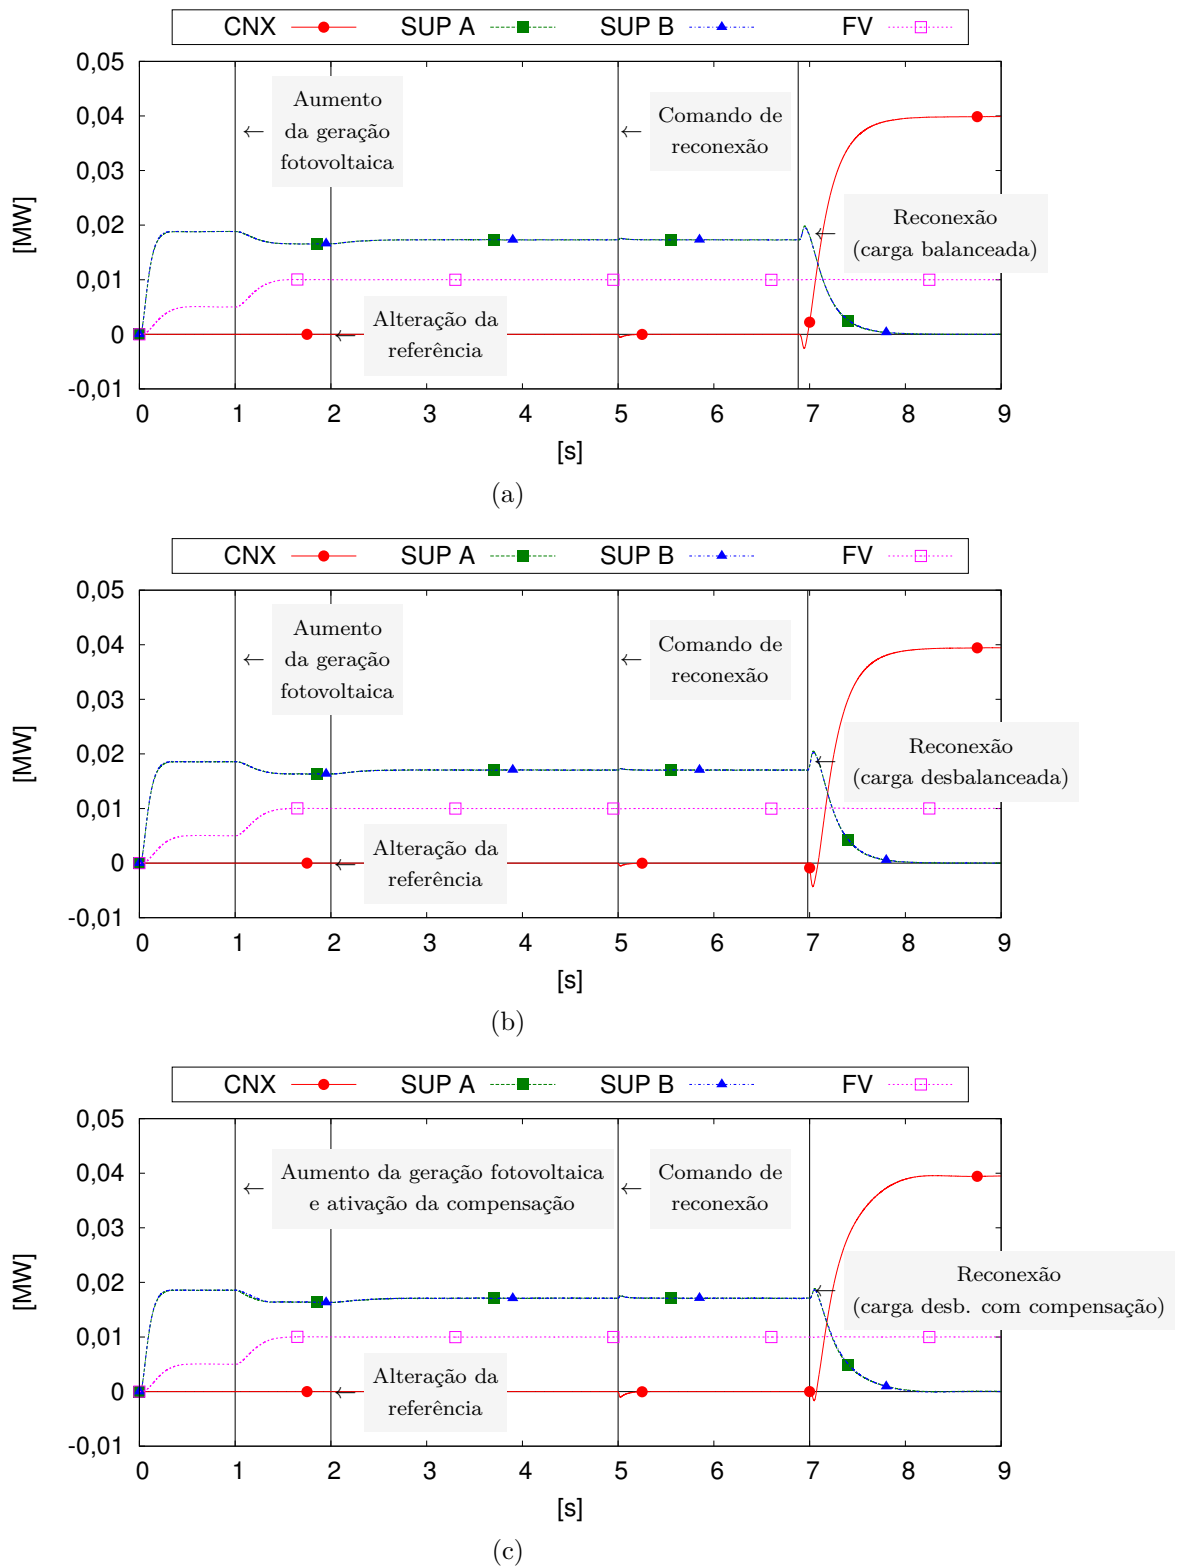 CNX SUP A SUP B FV
0,05
0,04
0,03
0,02
0,01
0
-0,01
[MW]
Aumento
da geração
fotovoltaica
Comando de
reconexão
Reconexão
(carga balanceada)
Alteração da
referência
0 1 2 3 4 5 6 7 8 9
[s]
(a)
CNX SUP A SUP B FV
0,05
0,04
0,03
0,02
0,01
0
-0,01
[MW]
Aumento
da geração
fotovoltaica
Comando de
reconexão
Reconexão
(carga desbalanceada)
Alteração da
referência
0 1 2 3 4 5 6 7 8 9
[s]
(b)
CNX SUP A SUP B FV
0,05
0,04
0,03
0,02
0,01
0
-0,01
[MW]
Aumento da geração fotovoltaica
e ativação da compensação
Comando de
reconexão
Reconexão
(carga desb. com compensação)
Alteração da
referência
0 1 2 3 4 5 6 7 8 9
[s]
(c)